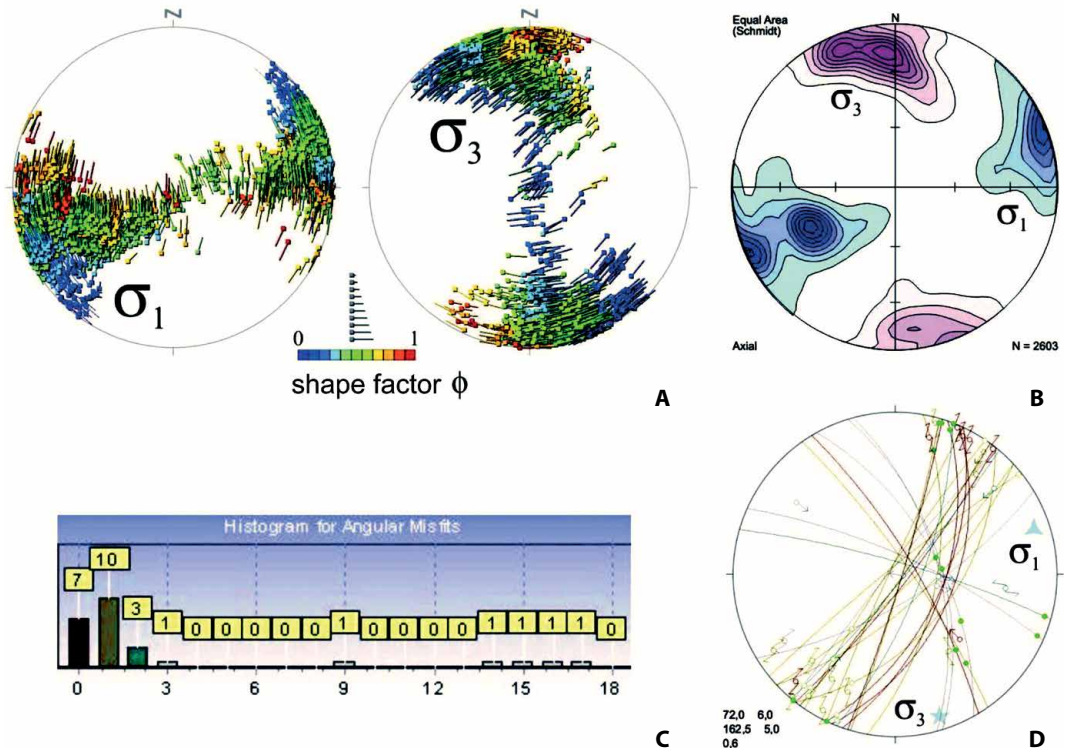 N
σ1
N
σ3
0 1
shape factor ϕ
A
Equal Area
(Schmidt)
N
σ3
σ1
Axial
N = 2603
B
Histogram for Angular Misfits
7 10 3 1 0 0 0 0 0 1 0 0 0 0 1 1 1 1 0
0 3 6 9 12 15 18
C
σ1
σ3
72,0 6,0
162,5 5,0
0,6
D